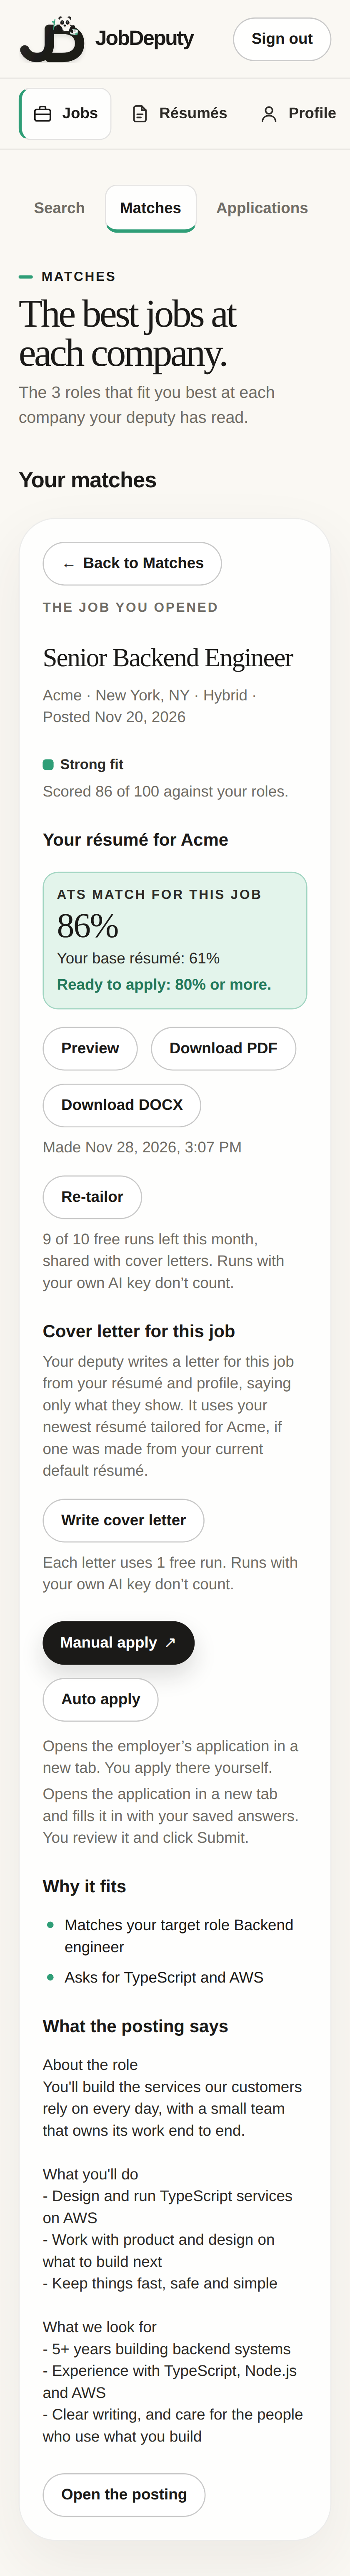 JobDeputy
Sign out
Jobs
Résumés
Profile
Search
Matches
Applications
MATCHES
The best jobs at
each company.
The 3 roles that fit you best at each
company your deputy has read.
Your matches
← Back to Matches
THE JOB YOU OPENED
Senior Backend Engineer
Acme · New York, NY · Hybrid ·
Posted Nov 20, 2026
Strong fit
Scored 86 of 100 against your roles.
Your résumé for Acme
ATS MATCH FOR THIS JOB
86%
Your base résumé: 61%
Ready to apply: 80% or more.
Preview
Download PDF
Download DOCX
Made Nov 28, 2026, 3:07 PM
Re-tailor
9 of 10 free runs left this month,
shared with cover letters. Runs with
your own AI key don’t count.
Cover letter for this job
Your deputy writes a letter for this job
from your résumé and profile, saying
only what they show. It uses your
newest résumé tailored for Acme, if
one was made from your current
default résumé.
Write cover letter
Each letter uses 1 free run. Runs with
your own AI key don’t count.
Manual apply ↗
Auto apply
Opens the employer’s application in a
new tab. You apply there yourself.
Opens the application in a new tab
and fills it in with your saved answers.
You review it and click Submit.
Why it fits
Matches your target role Backend
engineer
Asks for TypeScript and AWS
What the posting says
About the role
You'll build the services our customers
rely on every day, with a small team
that owns its work end to end.
What you'll do
- Design and run TypeScript services
on AWS
- Work with product and design on
what to build next
- Keep things fast, safe and simple
What we look for
- 5+ years building backend systems
- Experience with TypeScript, Node.js
and AWS
- Clear writing, and care for the people
who use what you build
Open the posting